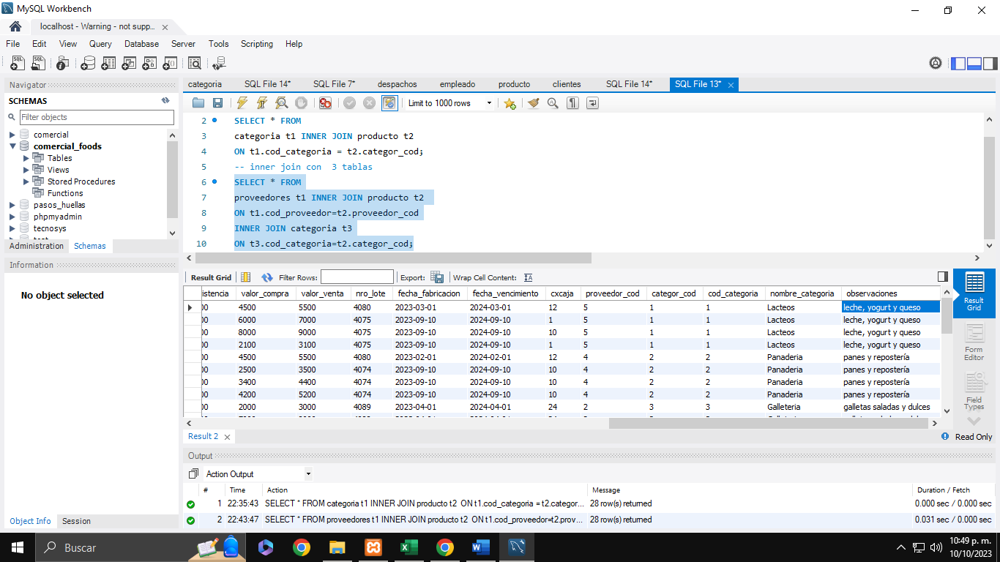 MySQL Workbench
localhost - Warning - not supp...
File Edit View Query Database Server Tools Scripting Help
Navigator
SCHEMAS
Filter objects
comercial
comercial_foods
Tables
Views
Stored Procedures
Functions
pasos_huellas
phpmyadmin
tecnosys
Administration Schemas
Information
No object selected
Object Info Session
categoria SQL File 14* SQL File 7* despachos empleado producto clientes SQL File 14* SQL File 13*
Limit to 1000 rows
2 SELECT * FROM
3 categoria t1 INNER JOIN producto t2
4 ON t1.cod_categoria = t2.categor_cod;
5 -- inner join con  3 tablas
6 SELECT * FROM
7 proveedores t1 INNER JOIN producto t2
8 ON t1.cod_proveedor=t2.proveedor_cod
9 INNER JOIN categoria t3
10 ON t3.cod_categoria=t2.categor_cod;
Result Grid Filter Rows: Export: Wrap Cell Content:
istencia valor_compra valor_venta nro_lote fecha_fabricacion fecha_vencimiento cxcaja proveedor_cod categor_cod cod_categoria nombre_categoria observaciones
00 4500 5500 4080 2023-03-01 2024-03-01 12 5 1 1 Lacteos leche, yogurt y queso
00 6000 7000 4075 2023-09-10 2024-09-10 1 5 1 1 Lacteos leche, yogurt y queso
00 8000 9000 4075 2023-09-10 2024-09-10 10 5 1 1 Lacteos leche, yogurt y queso
00 2100 3100 4075 2023-09-10 2024-09-10 1 5 1 1 Lacteos leche, yogurt y queso
00 4500 5500 4080 2023-02-01 2024-02-01 12 4 2 2 Panaderia panes y repostería
00 2500 3500 4074 2023-09-10 2024-09-10 10 4 2 2 Panaderia panes y repostería
00 3400 4400 4074 2023-09-10 2024-09-10 10 4 2 2 Panaderia panes y repostería
00 4200 5200 4074 2023-09-10 2024-09-10 10 4 2 2 Panaderia panes y repostería
00 2000 3000 4089 2023-04-01 2024-04-01 24 2 3 3 Galleteria galletas saladas y dulces
Result Grid
Form Editor
Field Types
Result 2
Read Only
Output
Action Output
# Time Action Message Duration / Fetch
1 22:35:43 SELECT * FROM categoria t1 INNER JOIN producto t2  ON t1.cod_categoria = t2.categor... 28 row(s) returned 0.000 sec / 0.000 sec
2 22:43:47 SELECT * FROM proveedores t1 INNER JOIN producto t2  ON t1.cod_proveedor=t2.prov... 28 row(s) returned 0.031 sec / 0.000 sec
Buscar
10:49 p. m.
10/10/2023